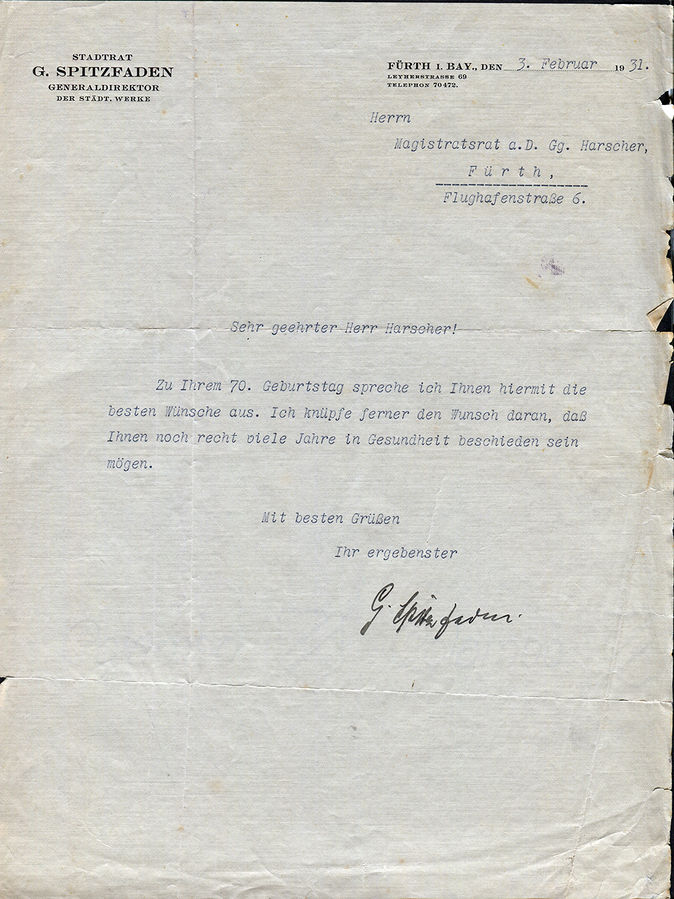 STADTRAT
G. SPITZFADEN
GENERALDIREKTOR
DER STÄDT. WERKE
FÜRTH I. BAY., DEN 3. Februar 1931.
LEYHERSTRASSE 69
TELEPHON 70472.
Herrn
Magistratsrat a.D. Gg. Harscher,
Fürth,
Flughafenstraße 6.
Sehr geehrter Herr Harscher!
Zu Ihrem 70. Geburtstag spreche ich Ihnen hiermit die
besten Wünsche aus. Ich knüpfe ferner den Wunsch daran, daß
Ihnen noch recht viele Jahre in Gesundheit beschieden sein
mögen.
Mit besten Grüßen
Ihr ergebenster
G. Spitzfaden.